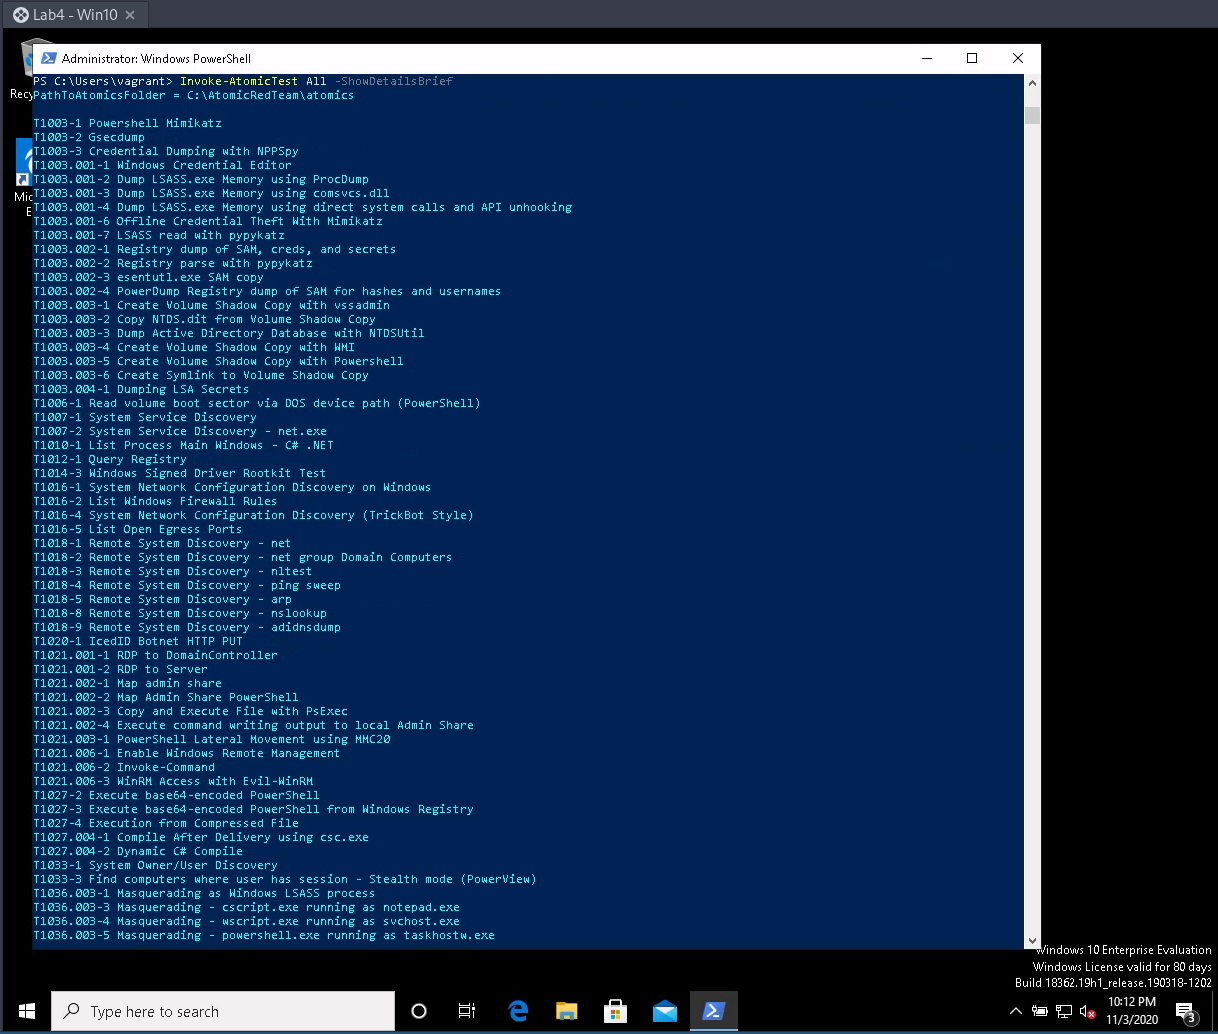 Lab4 - Win10
Administrator: Windows PowerShell
PS C:\Users\vagrant> Invoke-AtomicTest All -ShowDetailsBrief
PathToAtomicsFolder = C:\AtomicRedTeam\atomics
T1003-1 Powershell Mimikatz
T1003-2 Gsecdump
T1003-3 Credential Dumping with NPPSpy
T1003.001-1 Windows Credential Editor
T1003.001-2 Dump LSASS.exe Memory using ProcDump
T1003.001-3 Dump LSASS.exe Memory using comsvcs.dll
T1003.001-4 Dump LSASS.exe Memory using direct system calls and API unhooking
T1003.001-6 Offline Credential Theft With Mimikatz
T1003.001-7 LSASS read with pypykatz
T1003.002-1 Registry dump of SAM, creds, and secrets
T1003.002-2 Registry parse with pypykatz
T1003.002-3 esentutl.exe SAM copy
T1003.002-4 PowerDump Registry dump of SAM for hashes and usernames
T1003.003-1 Create Volume Shadow Copy with vssadmin
T1003.003-2 Copy NTDS.dit from Volume Shadow Copy
T1003.003-3 Dump Active Directory Database with NTDSUtil
T1003.003-4 Create Volume Shadow Copy with WMI
T1003.003-5 Create Volume Shadow Copy with Powershell
T1003.003-6 Create Symlink to Volume Shadow Copy
T1003.004-1 Dumping LSA Secrets
T1006-1 Read volume boot sector via DOS device path (PowerShell)
T1007-1 System Service Discovery
T1007-2 System Service Discovery - net.exe
T1010-1 List Process Main Windows - C# .NET
T1012-1 Query Registry
T1014-3 Windows Signed Driver Rootkit Test
T1016-1 System Network Configuration Discovery on Windows
T1016-2 List Windows Firewall Rules
T1016-4 System Network Configuration Discovery (TrickBot Style)
T1016-5 List Open Egress Ports
T1018-1 Remote System Discovery - net
T1018-2 Remote System Discovery - net group Domain Computers
T1018-3 Remote System Discovery - nltest
T1018-4 Remote System Discovery - ping sweep
T1018-5 Remote System Discovery - arp
T1018-8 Remote System Discovery - nslookup
T1018-9 Remote System Discovery - adidnsdump
T1020-1 IcedID Botnet HTTP PUT
T1021.001-1 RDP to DomainController
T1021.001-2 RDP to Server
T1021.002-1 Map admin share
T1021.002-2 Map Admin Share PowerShell
T1021.002-3 Copy and Execute File with PsExec
T1021.002-4 Execute command writing output to local Admin Share
T1021.003-1 PowerShell Lateral Movement using MMC20
T1021.006-1 Enable Windows Remote Management
T1021.006-2 Invoke-Command
T1021.006-3 WinRM Access with Evil-WinRM
T1027-2 Execute base64-encoded PowerShell
T1027-3 Execute base64-encoded PowerShell from Windows Registry
T1027-4 Execution from Compressed File
T1027.004-1 Compile After Delivery using csc.exe
T1027.004-2 Dynamic C# Compile
T1033-1 System Owner/User Discovery
T1033-3 Find computers where user has session - Stealth mode (PowerView)
T1036.003-1 Masquerading as Windows LSASS process
T1036.003-3 Masquerading - cscript.exe running as notepad.exe
T1036.003-4 Masquerading - wscript.exe running as svchost.exe
T1036.003-5 Masquerading - powershell.exe running as taskhostw.exe
Recy
Mic
E
Windows 10 Enterprise Evaluation
Windows License valid for 80 days
Build 18362.19h1_release.190318-1202
Type here to search
10:12 PM
11/3/2020
3